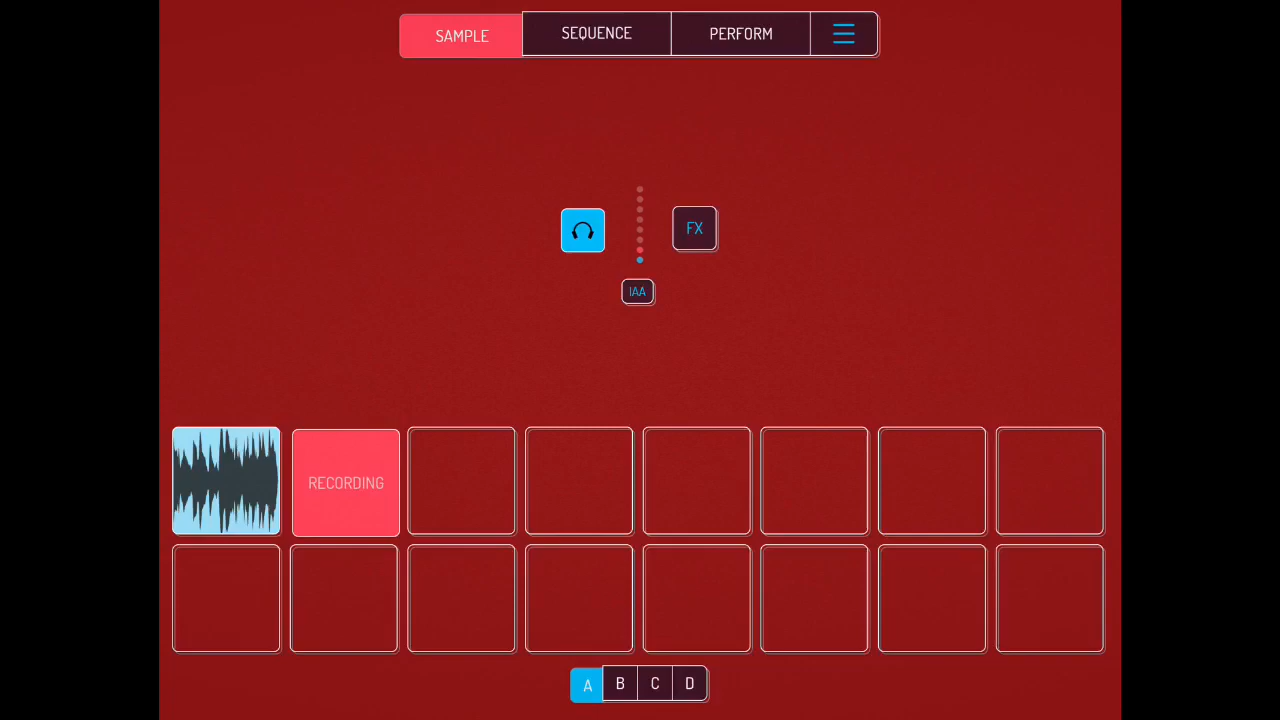 SAMPLE SEQUENCE PERFORM
FX
IAA
RECORDING
A B C D